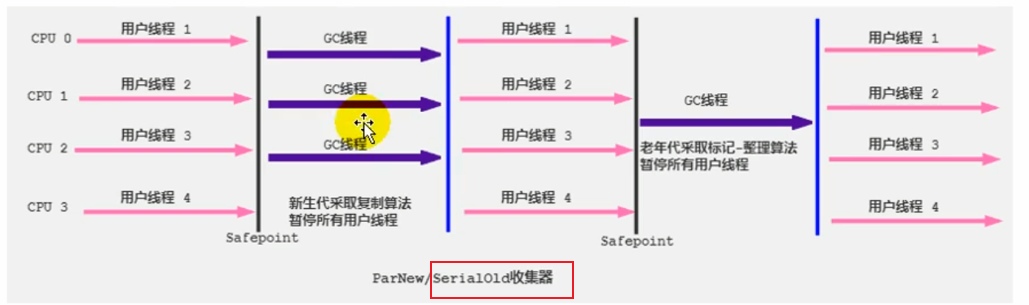 CPU 0 用户线程 1 GC线程 用户线程 1 用户线程 1
CPU 1 用户线程 2 GC线程 用户线程 2 GC线程 用户线程 2
CPU 2 用户线程 3 GC线程 用户线程 3 老年代采取标记-整理算法 用户线程 3
暂停所有用户线程
CPU 3 用户线程 4 新生代采取复制算法 用户线程 4 用户线程 4
暂停所有用户线程
Safepoint Safepoint
ParNew/SerialOld收集器